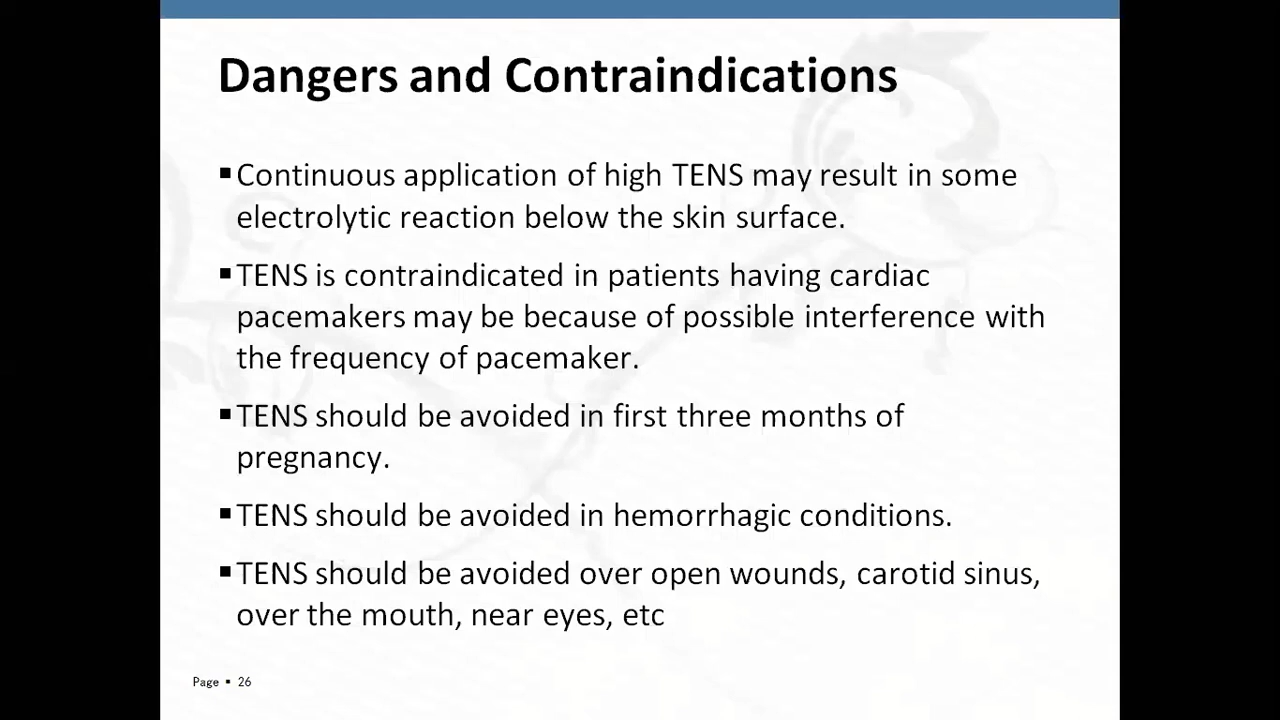 Dangers and Contraindications
▪Continuous application of high TENS may result in some
electrolytic reaction below the skin surface.
▪TENS is contraindicated in patients having cardiac
pacemakers may be because of possible interference with
the frequency of pacemaker.
▪TENS should be avoided in first three months of
pregnancy.
▪TENS should be avoided in hemorrhagic conditions.
▪TENS should be avoided over open wounds, carotid sinus,
over the mouth, near eyes, etc
Page ▪ 26